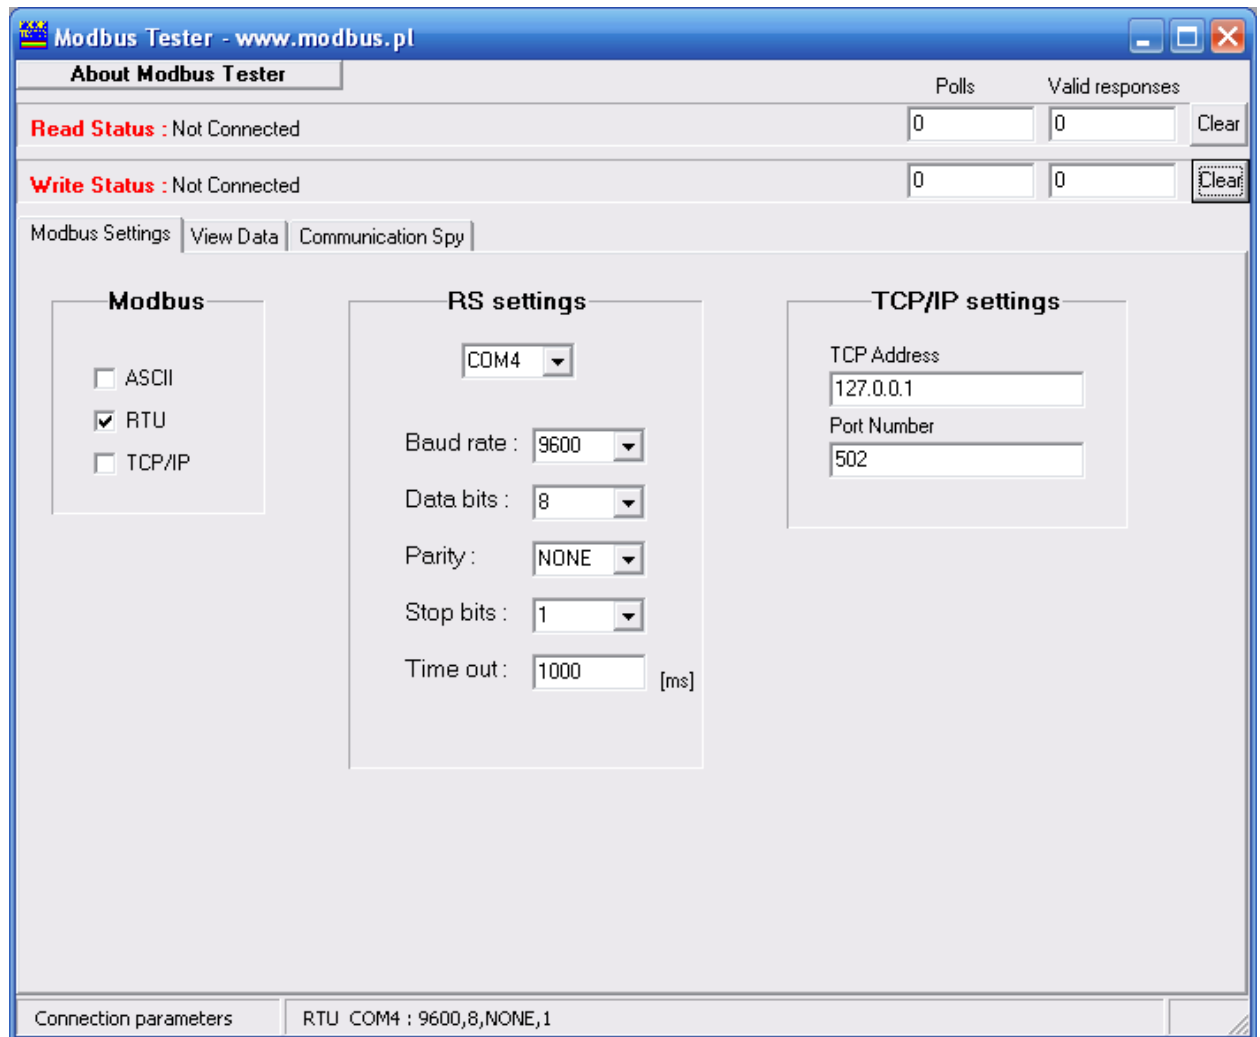 Modbus Tester - www.modbus.pl
About Modbus Tester
Polls Valid responses
Read Status : Not Connected 0 0 Clear
Write Status : Not Connected 0 0 Clear
Modbus Settings View Data Communication Spy
Modbus
ASCII
RTU
TCP/IP
RS settings
COM4
Baud rate : 9600
Data bits : 8
Parity : NONE
Stop bits : 1
Time out : 1000 [ms]
TCP/IP settings
TCP Address
127.0.0.1
Port Number
502
Connection parameters RTU COM4 : 9600,8,NONE,1